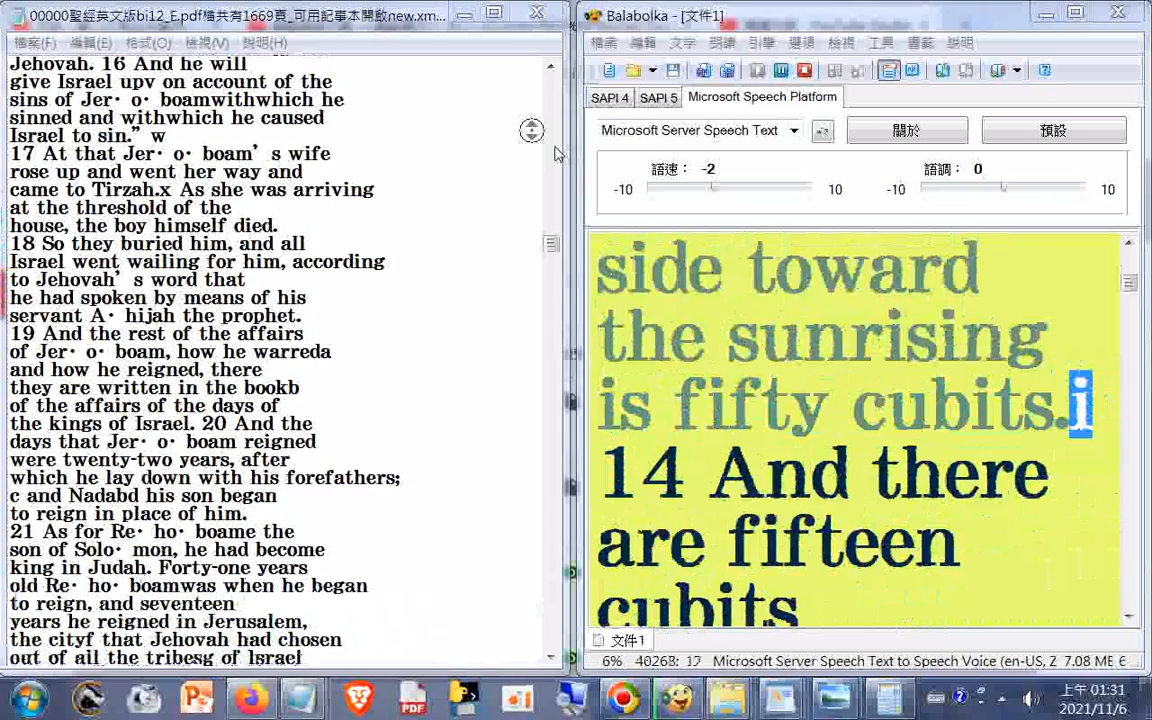 00000聖經英文版bi12_E.pdf檔共有1669頁_可用記事本開啟new.xm...
檔案(F) 編輯(E) 格式(O) 檢視(V) 說明(H)
Jehovah. 16 And he will
give Israel upv on account of the
sins of Jer· o· boamwithwhich he
sinned and withwhich he caused
Israel to sin.” w
17 At that Jer· o· boam’s wife
rose up and went her way and
came to Tirzah.x As she was arriving
at the threshold of the
house, the boy himself died.
18 So they buried him, and all
Israel went wailing for him, according
to Jehovah’s word that
he had spoken by means of his
servant A· hijah the prophet.
19 And the rest of the affairs
of Jer· o· boam, how he warreda
and how he reigned, there
they are written in the bookb
of the affairs of the days of
the kings of Israel. 20 And the
days that Jer· o· boam reigned
were twenty-two years, after
which he lay down with his forefathers;
c and Nadabd his son began
to reign in place of him.
21 As for Re· ho· boame the
son of Solo· mon, he had become
king in Judah. Forty-one years
old Re· ho· boamwas when he began
to reign, and seventeen
years he reigned in Jerusalem,
the cityf that Jehovah had chosen
out of all the tribesg of Israel
Balabolka - [文件1]
檔案 編輯 文字 朗讀 引擎 選項 檢視 工具 書籤 說明
SAPI 4 SAPI 5 Microsoft Speech Platform
Microsoft Server Speech Text 關於 預設
語速： -2 語調： 0
-10 10 -10 10
side toward
the sunrising
is fifty cubits.i
14 And there
are fifteen
cubits
文件1
6% 4026B: 17 Microsoft Server Speech Text to Speech Voice (en-US, Z 7.08 MB 6
PDF
上午 01:31
2021/11/6